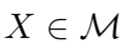 X ∈ ℳ